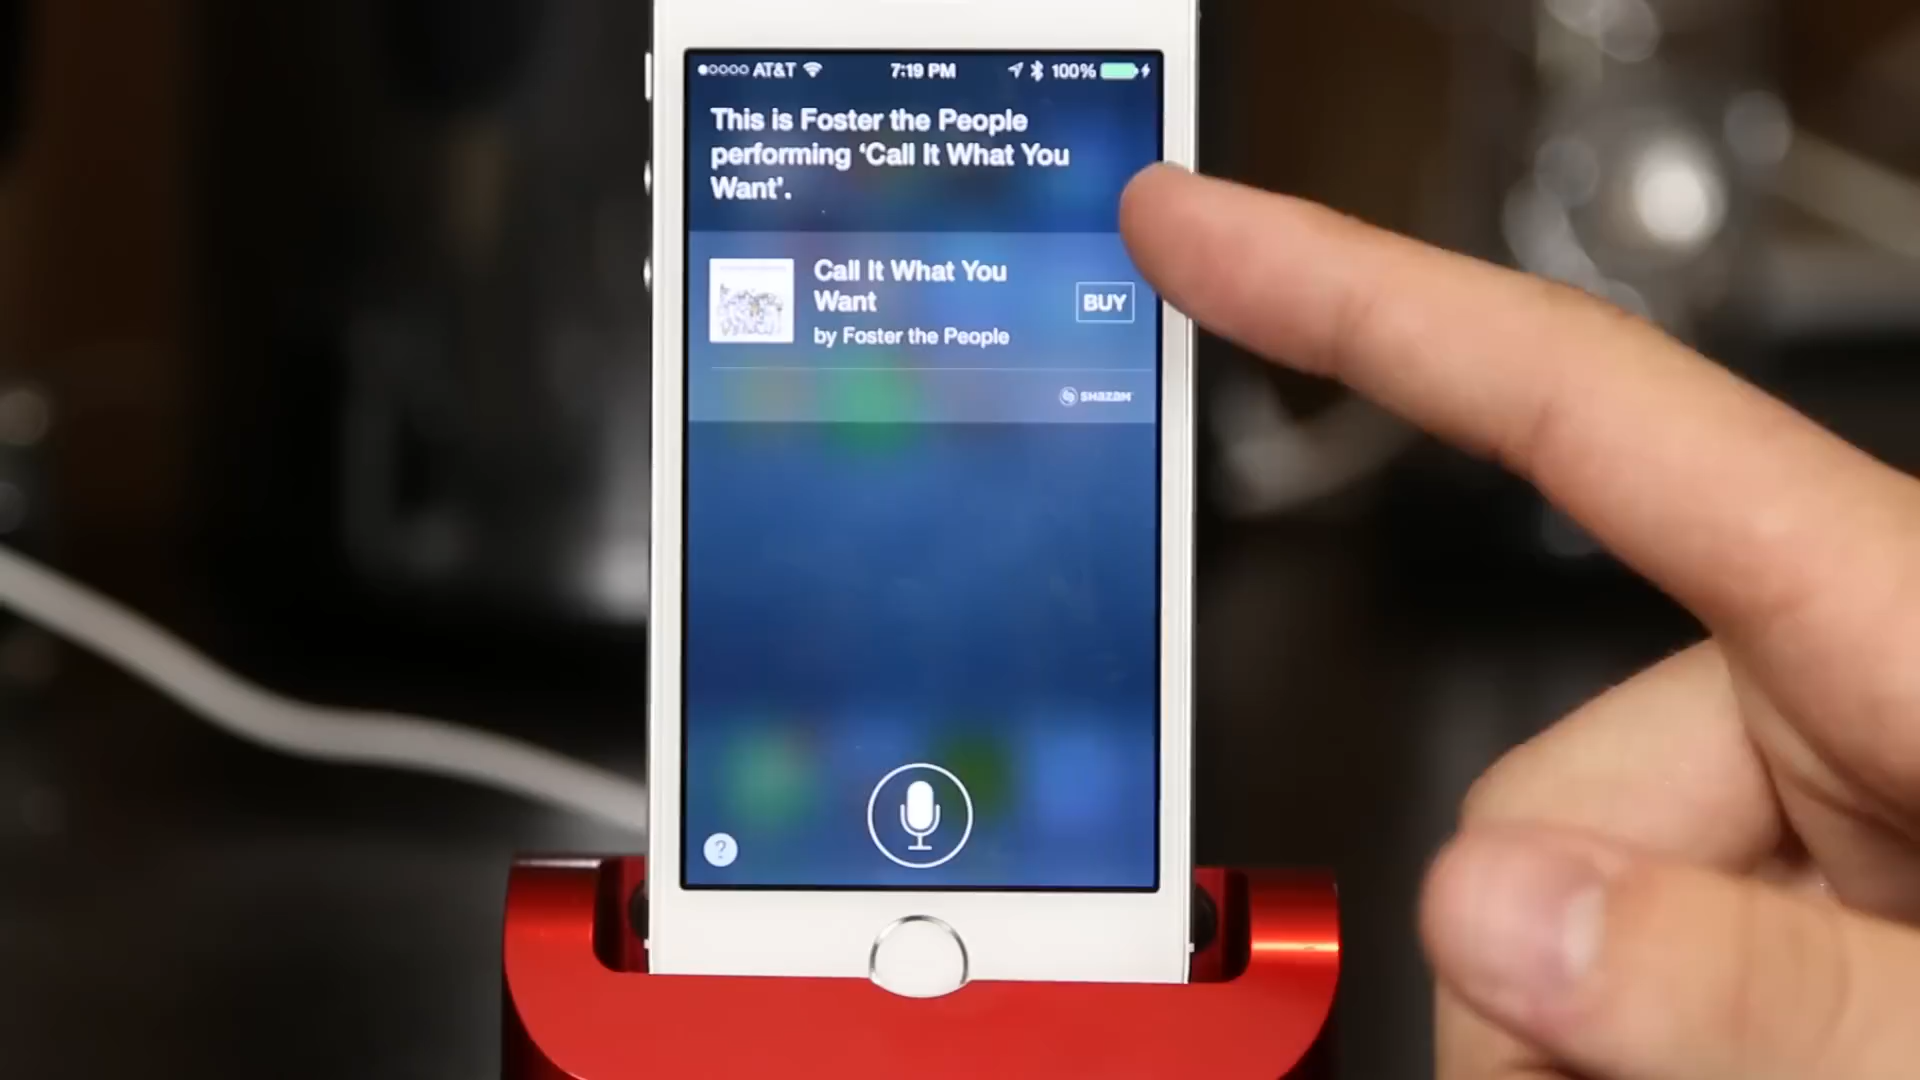 AT&T 7:19 PM 100%
This is Foster the People
performing ‘Call It What You
Want’.
Call It What You
Want
by Foster the People
BUY
SHAZAM
?